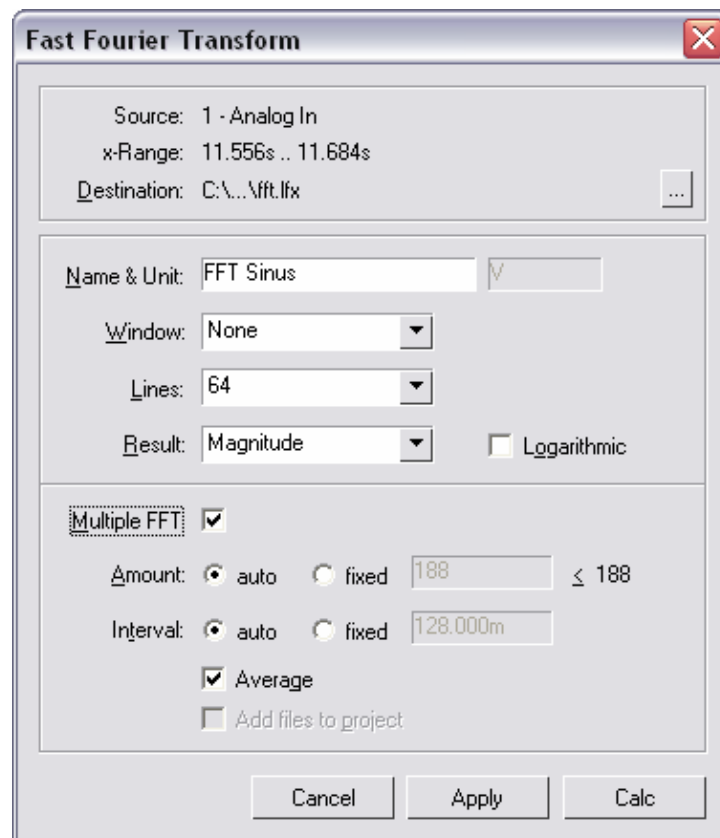 Fast Fourier Transform
Source: 1 - Analog In
x-Range: 11.556s .. 11.684s
Destination: C:\...\fft.lfx ...
Name & Unit: FFT Sinus V
Window: None
Lines: 64
Result: Magnitude Logarithmic
Multiple FFT
Amount: auto fixed 188 ≤ 188
Interval: auto fixed 128.000m
Average
Add files to project
Cancel Apply Calc